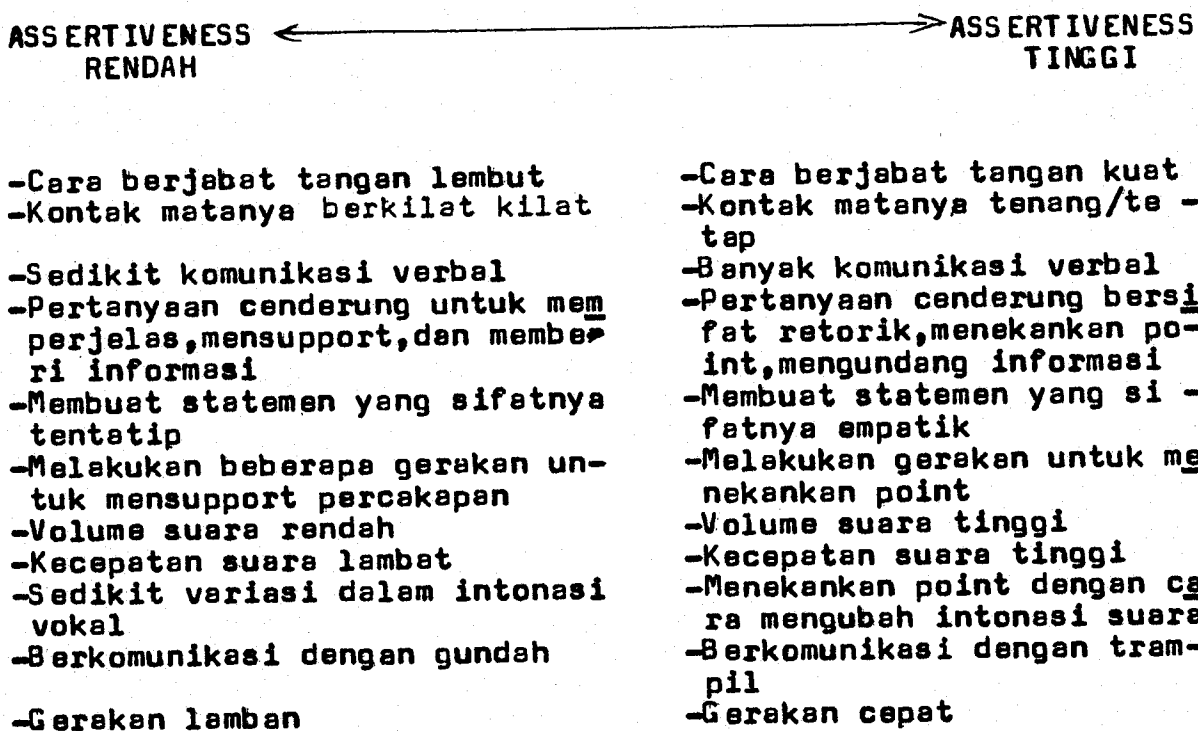 ASSERTIVENESS <-----> ASSERTIVENESS
RENDAH TINGGI
-Cara berjabat tangan lembut
-Kontak matanya berkilat kilat
-Sedikit komunikasi verbal
-Pertanyaan cenderung untuk mem
perjelas,mensupport,dan membe-
ri informasi
-Membuat statemen yang sifatnya
tentatip
-Melakukan beberapa gerakan un-
tuk mensupport percakapan
-Volume suara rendah
-Kecepatan suara lambat
-Sedikit variasi dalam intonasi
vokal
-Berkomunikasi dengan gundah
-Gerakan lamban
-Cara berjabat tangan kuat
-Kontak matanya tenang/te -
tap
-Banyak komunikasi verbal
-Pertanyaan cenderung bersi
fat retorik,menekankan po-
int,mengundang informasi
-Membuat statemen yang si -
fatnya empatik
-Melakukan gerakan untuk me
nekankan point
-Volume suara tinggi
-Kecepatan suara tinggi
-Menekankan point dengan ca
ra mengubah intonasi suara
-Berkomunikasi dengan tram-
pil
-Gerakan cepat